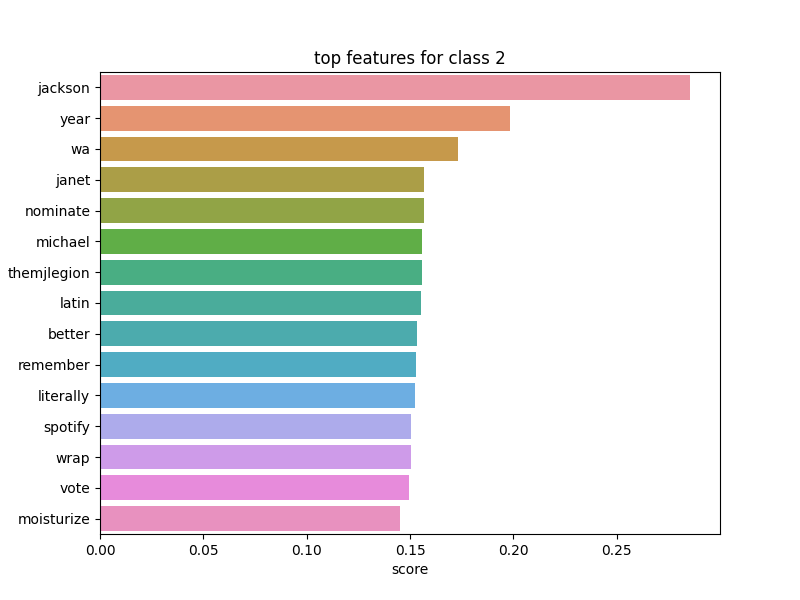 top features for class 2
jackson
year
wa
janet
nominate
michael
themjlegion
latin
better
remember
literally
spotify
wrap
vote
moisturize
0.00 0.05 0.10 0.15 0.20 0.25
score